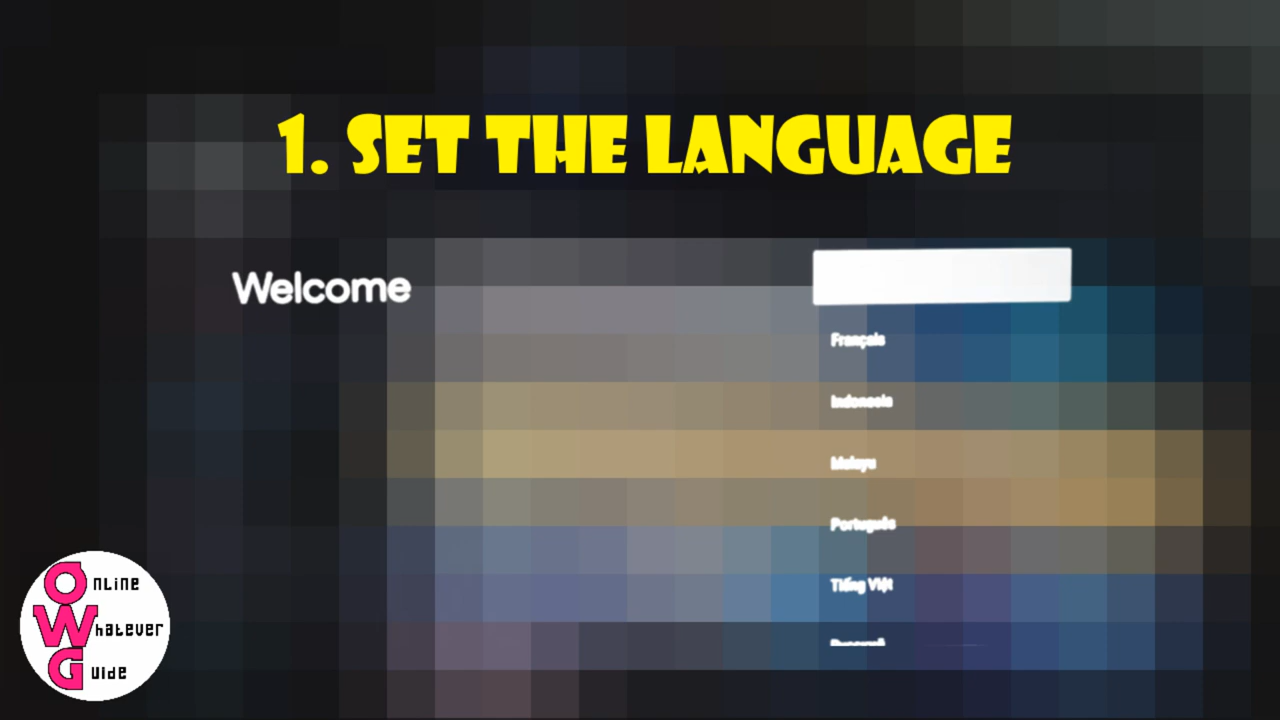 1. SET THE LANGUAGE
Welcome
Français
Indonesia
Melayu
Português
Tiếng Việt
Online
Whatever
Guide